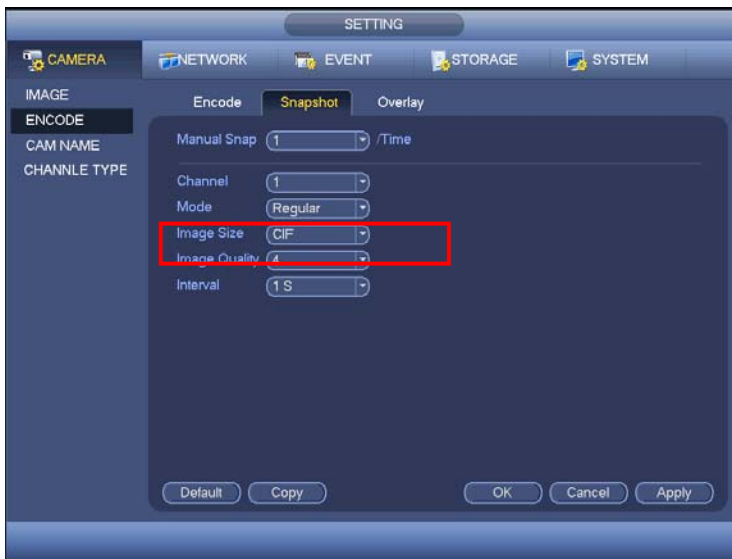 SETTING
CAMERA NETWORK EVENT STORAGE SYSTEM
IMAGE
ENCODE
CAM NAME
CHANNLE TYPE
Encode Snapshot Overlay
Manual Snap 1 /Time
Channel 1
Mode Regular
Image Size CIF
Image Quality 4
Interval 1 S
Default Copy OK Cancel Apply